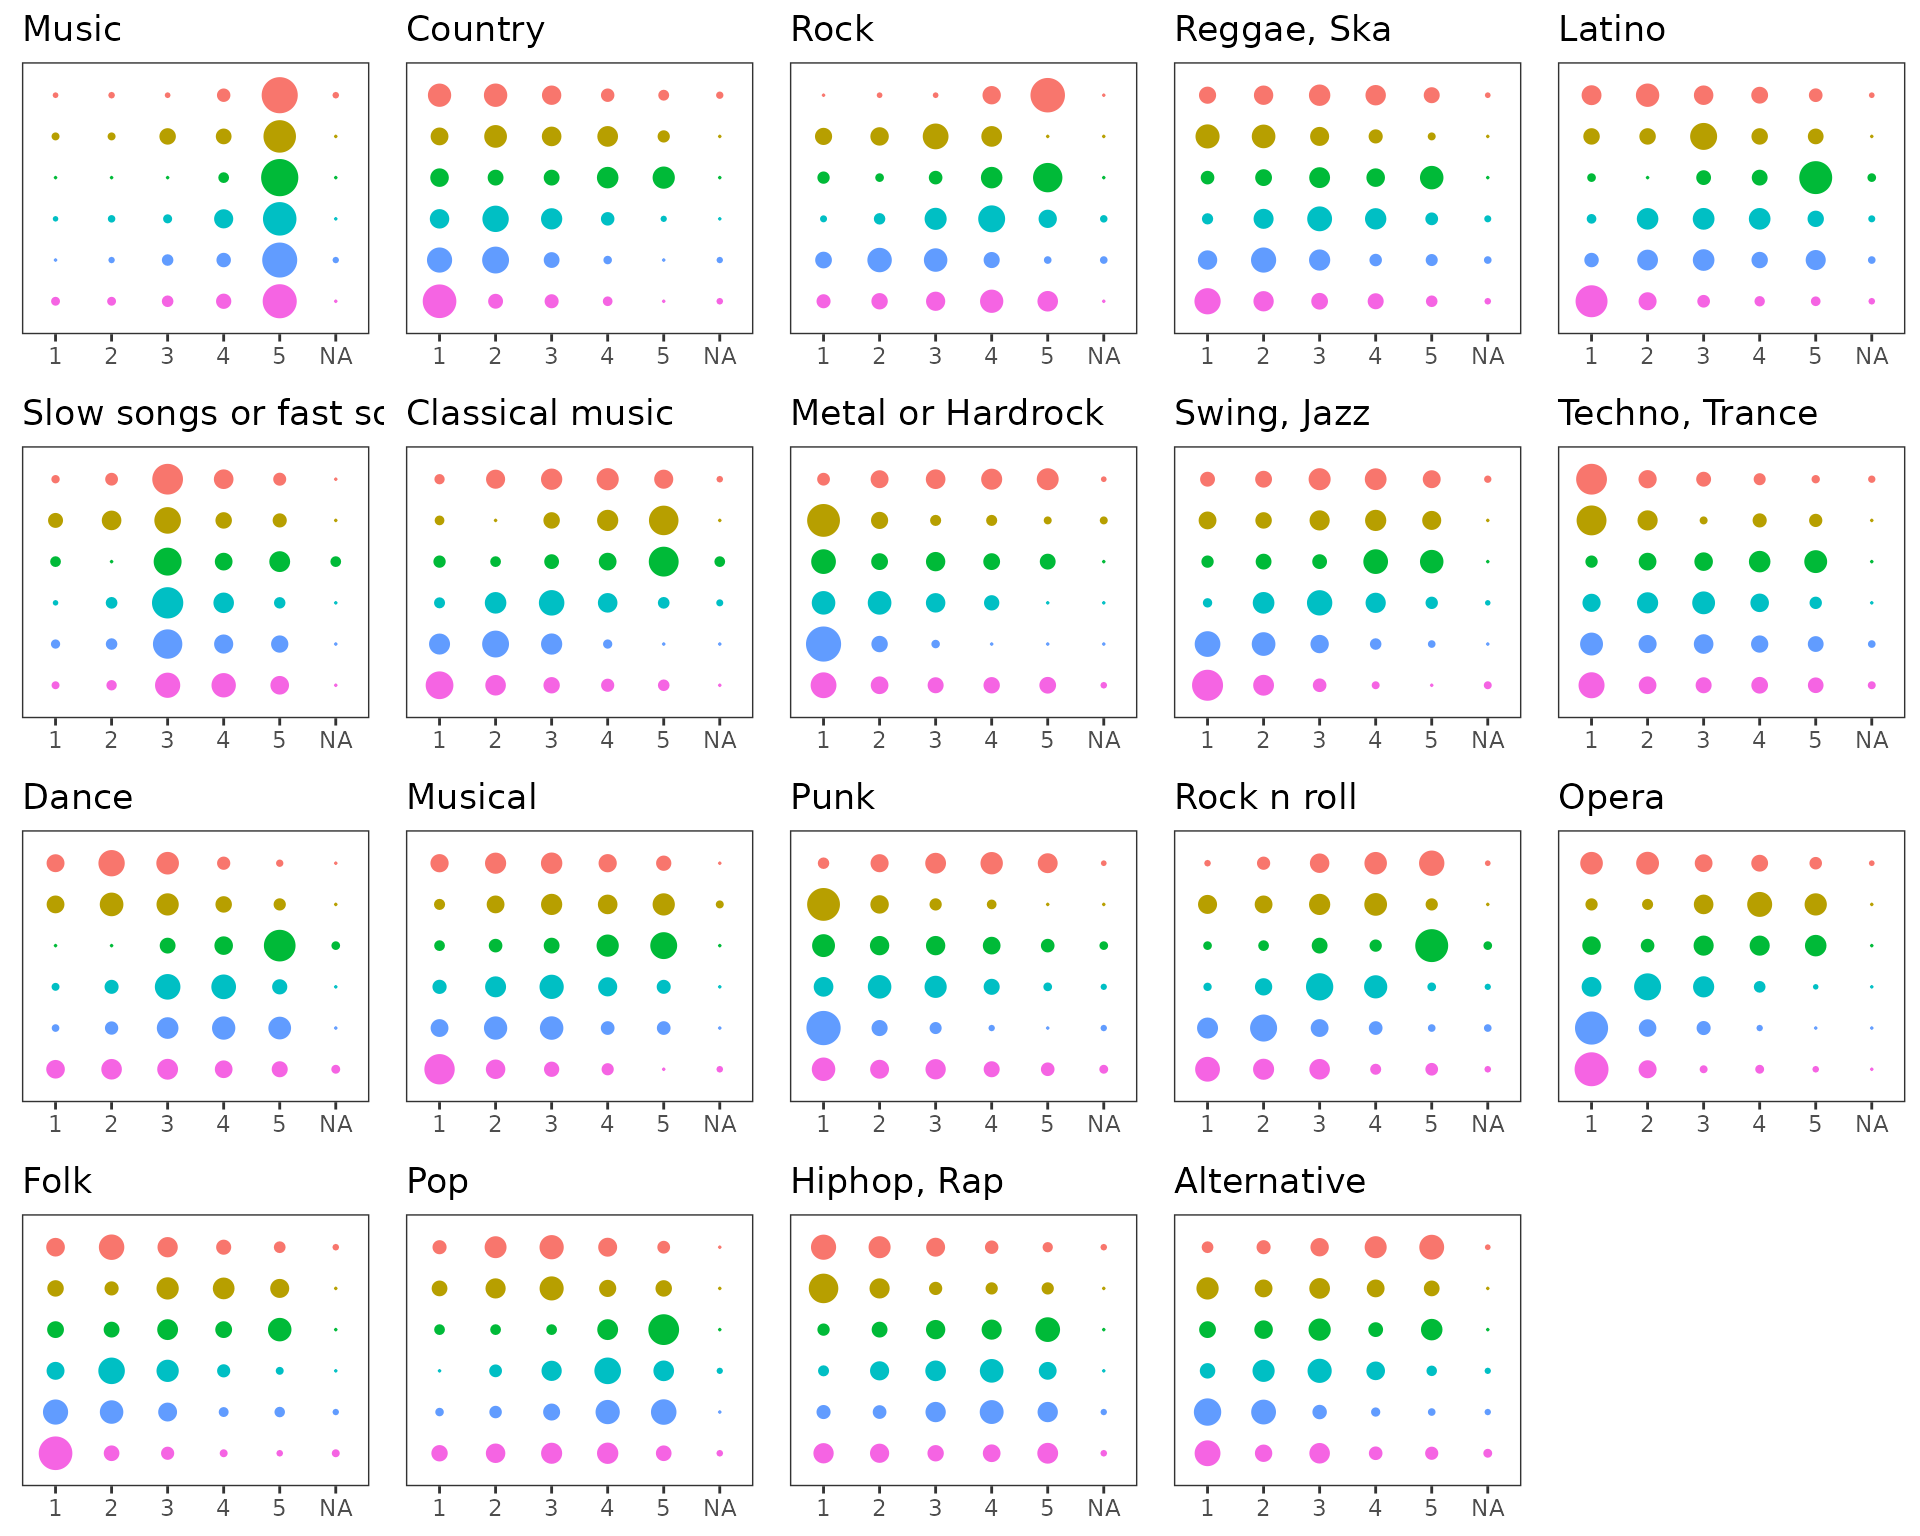 Music Country Rock Reggae, Ska Latino
1 2 3 4 5 NA 1 2 3 4 5 NA 1 2 3 4 5 NA 1 2 3 4 5 NA 1 2 3 4 5 NA
Slow songs or fast sc Classical music Metal or Hardrock Swing, Jazz Techno, Trance
1 2 3 4 5 NA 1 2 3 4 5 NA 1 2 3 4 5 NA 1 2 3 4 5 NA 1 2 3 4 5 NA
Dance Musical Punk Rock n roll Opera
1 2 3 4 5 NA 1 2 3 4 5 NA 1 2 3 4 5 NA 1 2 3 4 5 NA 1 2 3 4 5 NA
Folk Pop Hiphop, Rap Alternative
1 2 3 4 5 NA 1 2 3 4 5 NA 1 2 3 4 5 NA 1 2 3 4 5 NA